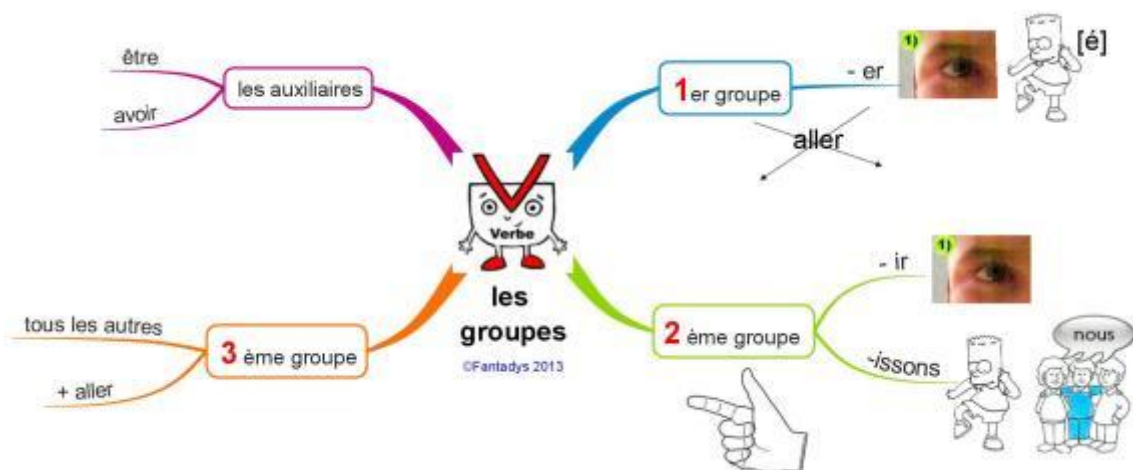 être
avoir
les auxiliaires
1er groupe
- er
1)
[é]
aller
Verbe
les
groupes
©Fantadys 2013
tous les autres
+ aller
3 ème groupe
2 ème groupe
- ir
1)
-issons
nous